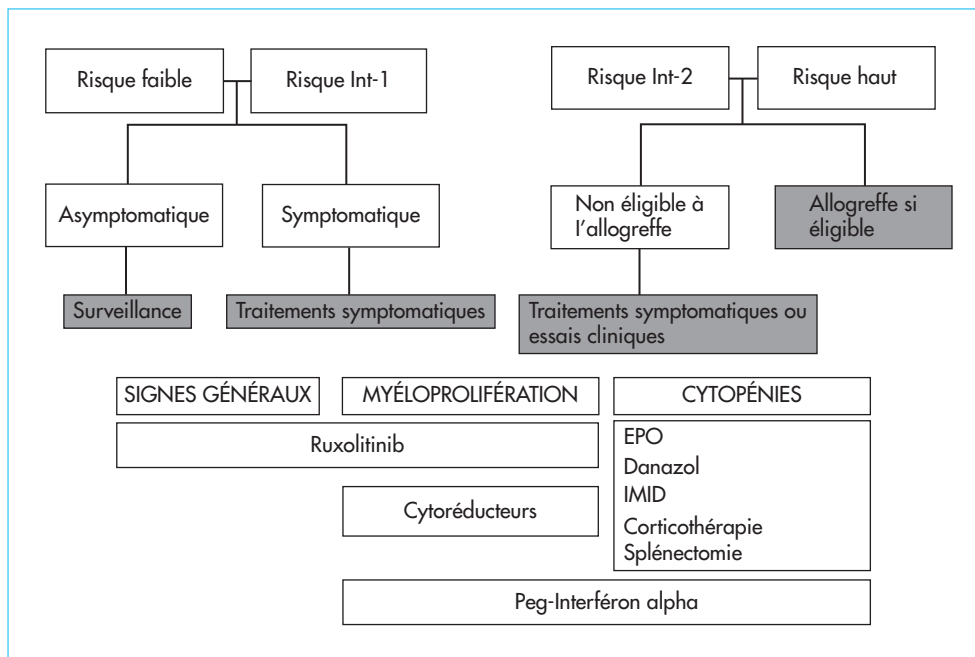 Risque faible
Risque Int-1
Risque Int-2
Risque haut
Asymptomatique
Symptomatique
Non éligible à
l'allogreffe
Allogreffe si
éligible
Surveillance
Traitements symptomatiques
Traitements symptomatiques ou
essais cliniques
SIGNES GÉNÉRAUX
MYÉLOPROLIFÉRATION
CYTOPÉNIES
Ruxolitinib
EPO
Danazol
IMID
Corticothérapie
Splénectomie
Cytoréducteurs
Peg-Interféron alpha